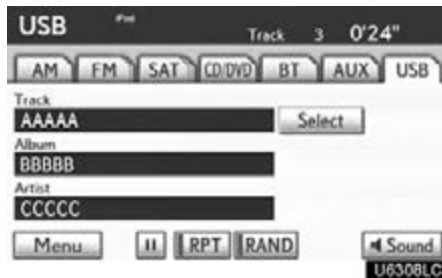 USB iPod Track 3 0'24"
AM FM SAT CD/DVD BT AUX USB
Track
AAAAA Select
Album
BBBBB
Artist
CCCCC
Menu II RPT RAND Sound
U6308LC